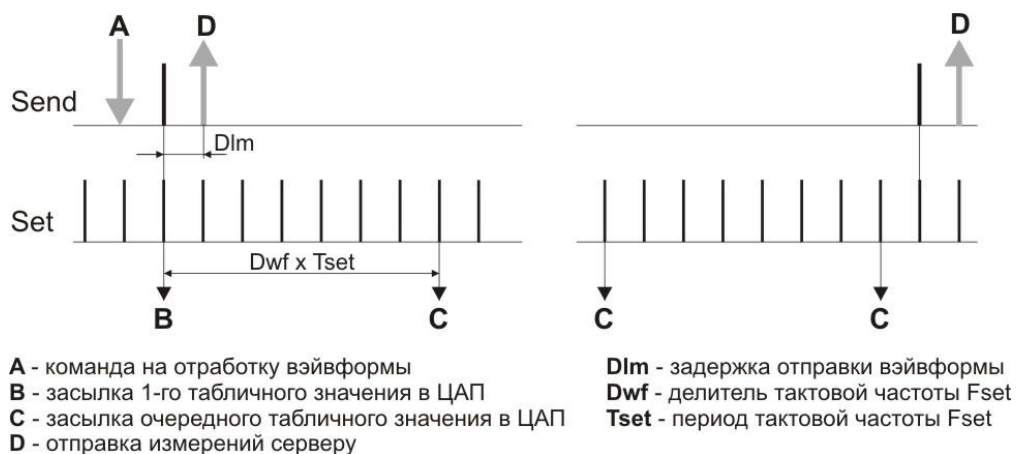 A D D
Send
Dlm
Set
Dwf x Tset
B C C C
A - команда на отработку вэйвформы
B - засылка 1-го табличного значения в ЦАП
C - засылка очередного табличного значения в ЦАП
D - отправка измерений серверу
Dlm - задержка отправки вэйвформы
Dwf - делитель тактовой частоты Fset
Tset - период тактовой частоты Fset